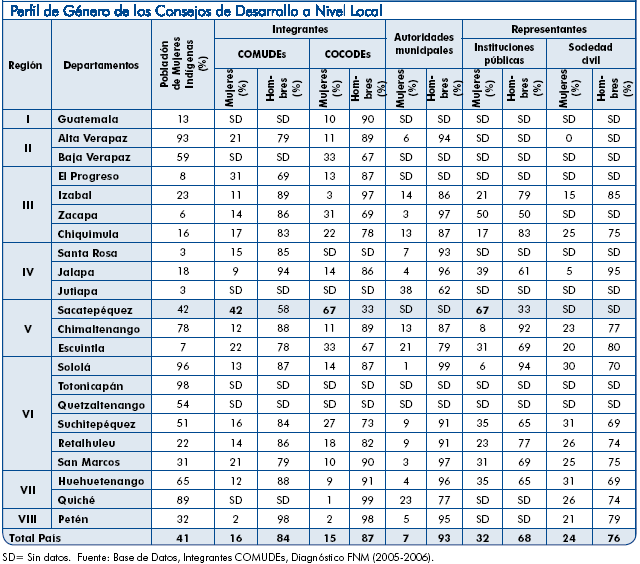 Perfil de Género de los Consejos de Desarrollo a Nivel Local
Región Departamentos Población de Mujeres Indígenas (%) Integrantes Autoridades municipales Representantes
COMUDEs COCODEs Instituciones públicas Sociedad civil
Mujeres (%) Hom-bres (%) Mujeres (%) Hom-bres (%) Mujeres (%) Hom-bres (%) Mujeres (%) Hom-bres (%) Mujeres (%) Hom-bres (%)
I Guatemala 13 SD SD 10 90 SD SD SD SD SD SD
II Alta Verapaz 93 21 79 11 89 6 94 SD SD 0 SD
Baja Verapaz 59 SD SD 33 67 SD SD SD SD SD SD
III El Progreso 8 31 69 13 87 SD SD SD SD SD SD
Izabal 23 11 89 3 97 14 86 21 79 15 85
Zacapa 6 14 86 31 69 3 97 50 50 SD SD
Chiquimula 16 17 83 22 78 13 87 17 83 25 75
IV Santa Rosa 3 15 85 SD SD 7 93 SD SD SD SD
Jalapa 18 9 94 14 86 4 96 39 61 5 95
Jutiapa 3 SD SD SD SD 38 62 SD SD SD SD
V Sacatepéquez 42 42 58 67 33 SD SD 67 33 SD SD
Chimaltenango 78 12 88 11 89 13 87 8 92 23 77
Escuintla 7 22 78 33 67 21 79 31 69 20 80
VI Sololá 96 13 87 14 87 1 99 6 94 30 70
Totonicapán 98 SD SD SD SD SD SD SD SD SD SD
Quetzaltenango 54 SD SD SD SD SD SD SD SD SD SD
Suchitepéquez 51 16 84 27 73 9 91 35 65 31 69
Retalhuleu 22 14 86 18 82 9 91 23 77 26 74
San Marcos 31 21 79 10 90 3 97 31 69 25 75
VII Huehuetenango 65 12 88 9 91 4 96 35 65 31 69
Quiché 89 SD SD 1 99 23 77 SD SD 26 74
VIII Petén 32 2 98 2 98 5 95 SD SD 21 79
Total País 41 16 84 15 87 7 93 32 68 24 76
SD= Sin datos. Fuente: Base de Datos, Integrantes COMUDEs, Diagnóstico FNM (2005-2006).